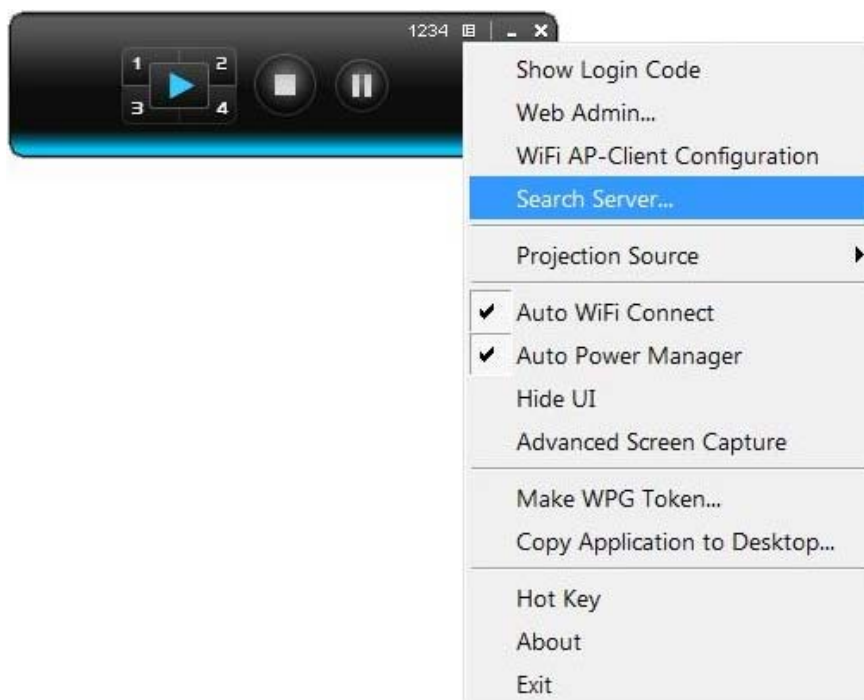 1234
1 2
3 4
Show Login Code
Web Admin...
WiFi AP-Client Configuration
Search Server...
Projection Source
Auto WiFi Connect
Auto Power Manager
Hide UI
Advanced Screen Capture
Make WPG Token...
Copy Application to Desktop...
Hot Key
About
Exit